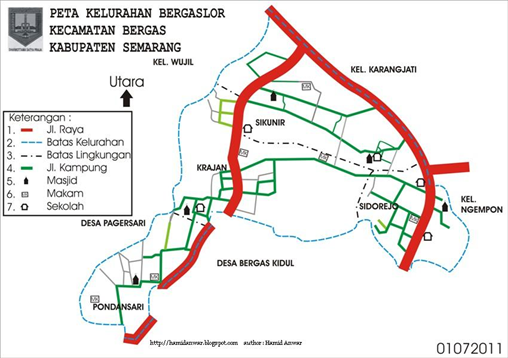 PETA KELURAHAN BERGASLOR
KECAMATAN BERGAS
KABUPATEN SEMARANG
KEL. WUJIL
KEL. KARANGJATI
Utara
Keterangan :
1. Jl. Raya
2. Batas Kelurahan
3. Batas Lingkungan
4. Jl. Kampung
5. Masjid
6. Makam
7. Sekolah
SIKUNIR
KRAJAN
SIDOREJO
KEL. NGEMPON
DESA PAGERSARI
DESA BERGAS KIDUL
PONDANSARI
http://hamidanwar.blogspot.com author : Hamid Anwar
01072011